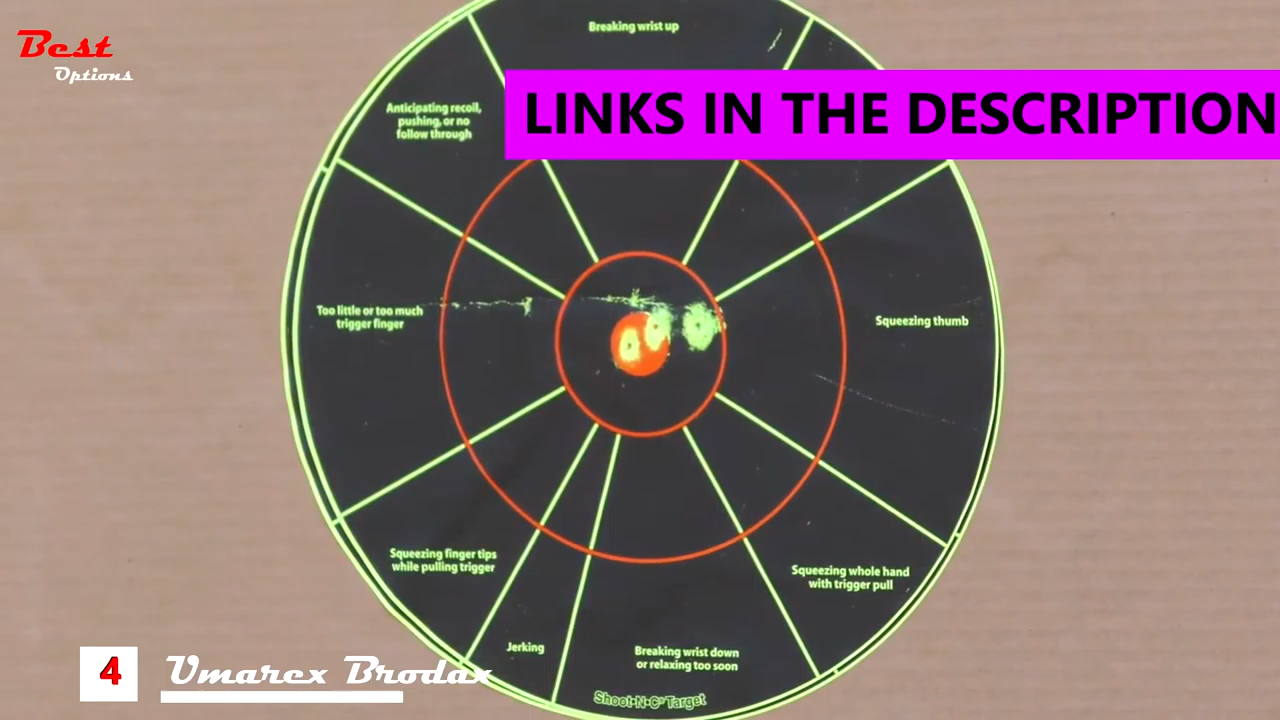 Best
Options
Breaking wrist up
LINKS IN THE DESCRIPTION
Anticipating recoil,
pushing, or no
follow through
Too little or too much
trigger finger
Squeezing thumb
Squeezing finger tips
while pulling trigger
Squeezing whole hand
with trigger pull
Jerking
Breaking wrist down
or relaxing too soon
4
Umarex Brodax
Shoot•N•C® Target